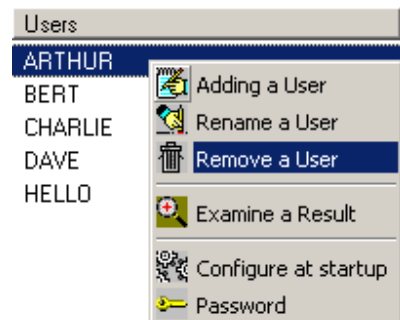 Users
ARTHUR
BERT
CHARLIE
DAVE
HELLO
Adding a User
Rename a User
Remove a User
Examine a Result
Configure at startup
Password